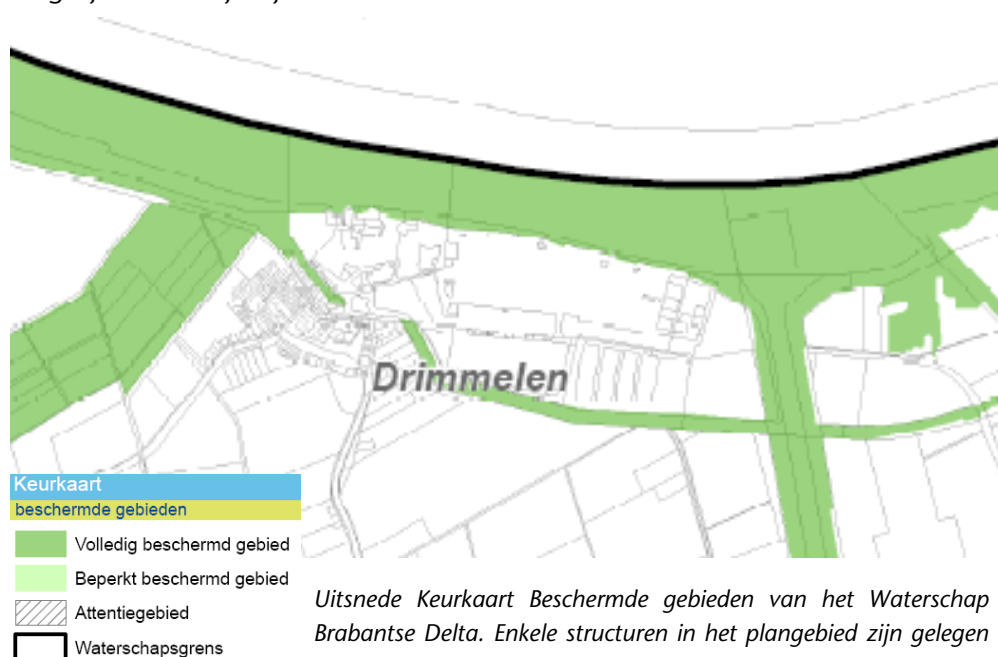 Drimmelen
Keurkaart
beschermde gebieden
Volledig beschermd gebied
Beperkt beschermd gebied
Attentiegebied
Waterschapsgrens
Uitsnede Keurkaart Beschermde gebieden van het Waterschap
Brabantse Delta. Enkele structuren in het plangebied zijn gelegen